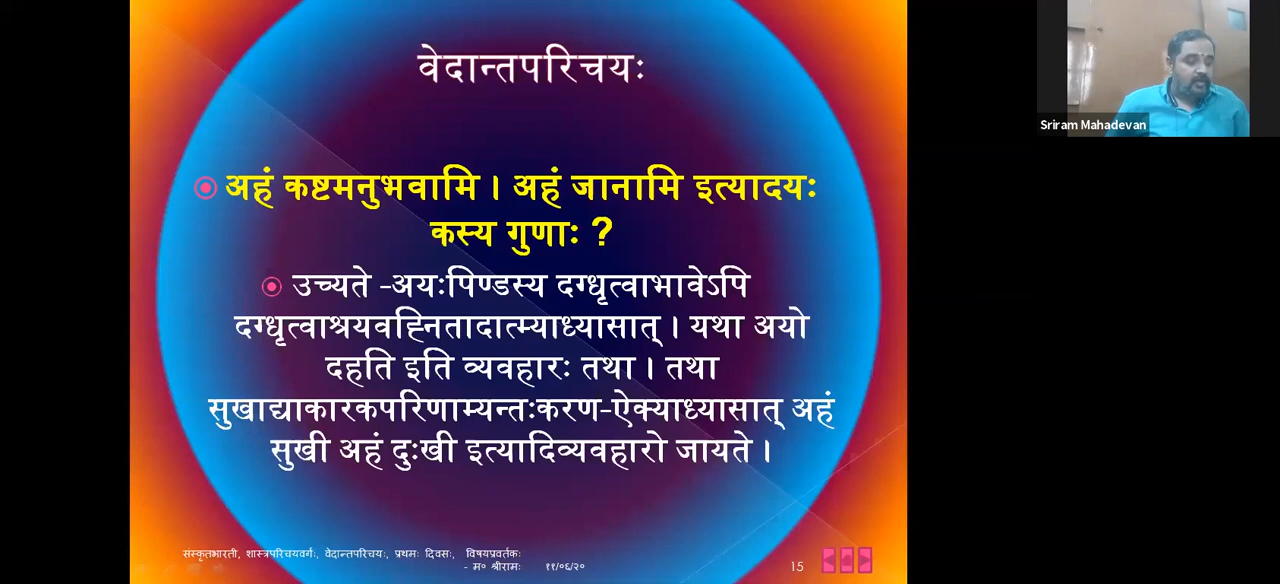 वेदान्तपरिचयः
अहं कष्टमनुभवामि । अहं जानामि इत्यादयः
कस्य गुणाः ?
उच्यते -अयःपिण्डस्य दग्धृत्वाभावेऽपि
दग्धृत्वाश्रयवह्नितादात्म्याध्यासात् । यथा अयो
दहति इति व्यवहारः तथा । तथा
सुखाद्याकारकपरिणाम्यन्तःकरण-ऐक्याध्यासात् अहं
सुखी अहं दुःखी इत्यादिव्यवहारो जायते ।
संस्कृतभारती, शास्त्रपरिचयवर्गः, वेदान्तपरिचयः, प्रथमः दिवसः, विषयप्रवर्तकः
- म० श्रीरामः ११/०६/२०
15
Sriram Mahadevan